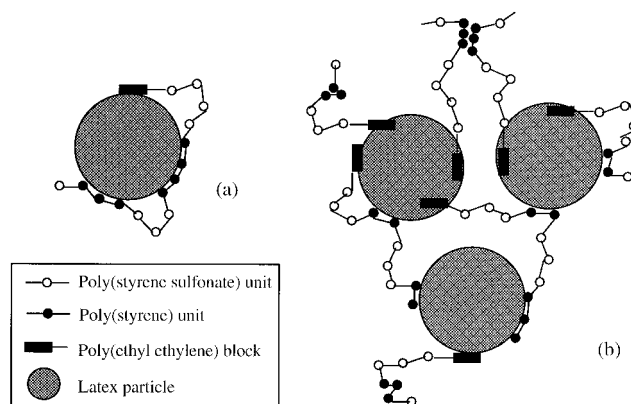 (a)
Poly(styrene sulfonate) unit
Poly(styrene) unit
Poly(ethyl ethylene) block
Latex particle
(b)